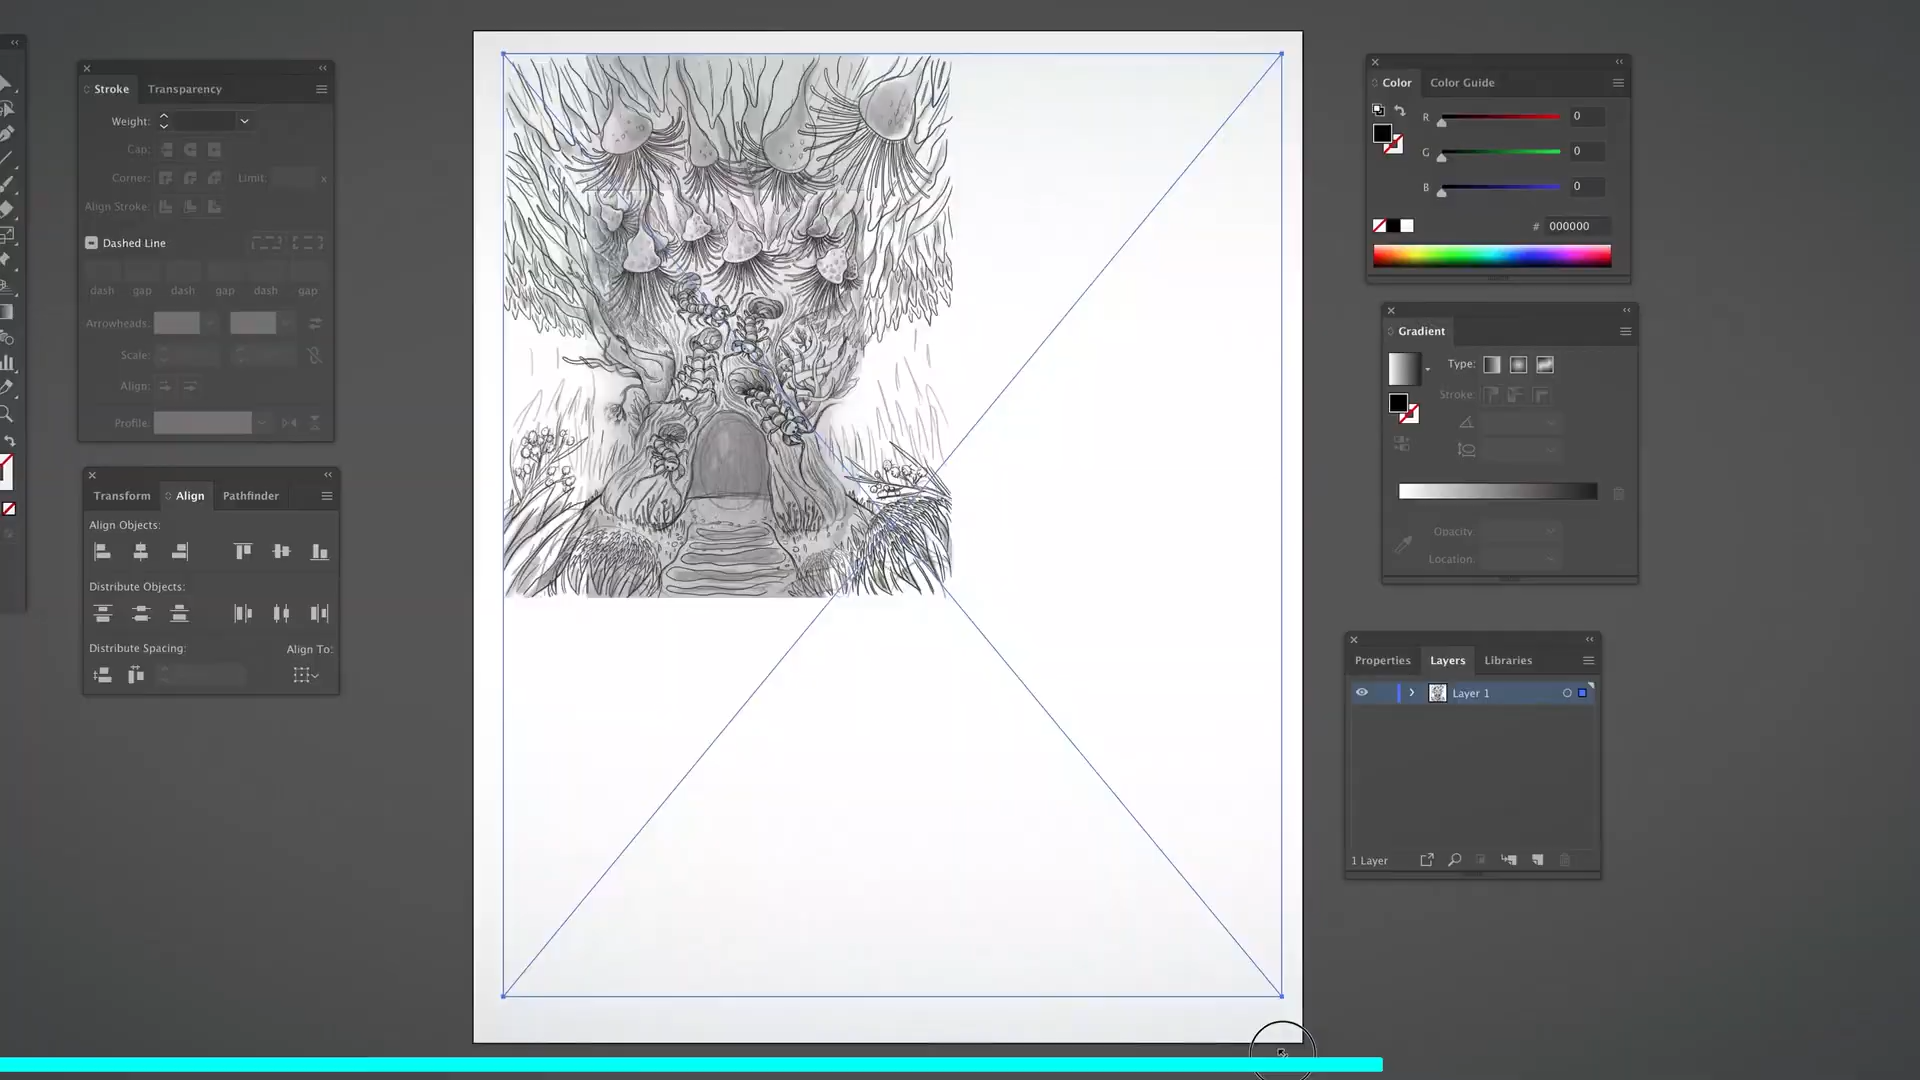 Stroke Transparency
Weight:
Cap:
Corner: Limit: x
Align Stroke:
Dashed Line
dash gap dash gap dash gap
Arrowheads:
Scale:
Align:
Profile:
Transform Align Pathfinder
Align Objects:
Distribute Objects:
Distribute Spacing: Align To:
Color Color Guide
R 0
G 0
B 0
# 000000
Gradient
Type:
Stroke:
Opacity:
Location:
Properties Layers Libraries
Layer 1
1 Layer